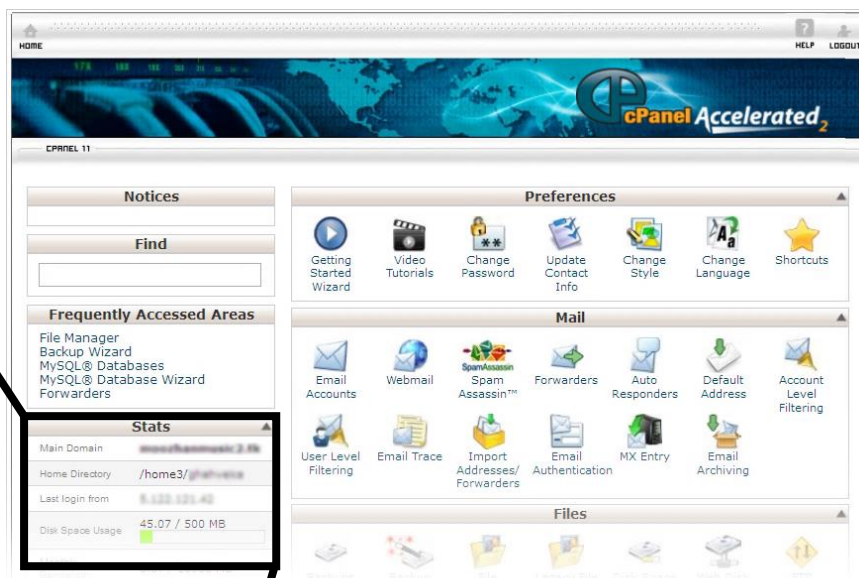 HOME
HELP
LOGOUT
cPanel Accelerated2
CPANEL 11
Notices
Find
Frequently Accessed Areas
File Manager
Backup Wizard
MySQL® Databases
MySQL® Database Wizard
Forwarders
Stats
Main Domain
Home Directory /home3/
Last login from
Disk Space Usage 45.07 / 500 MB
Preferences
Getting Started Wizard
Video Tutorials
Change Password
Update Contact Info
Change Style
Change Language
Shortcuts
Mail
Email Accounts
Webmail
SpamAssassin
Spam Assassin™
Forwarders
Auto Responders
Default Address
Account Level Filtering
User Level Filtering
Email Trace
Import Addresses/ Forwarders
Email Authentication
MX Entry
Email Archiving
Files